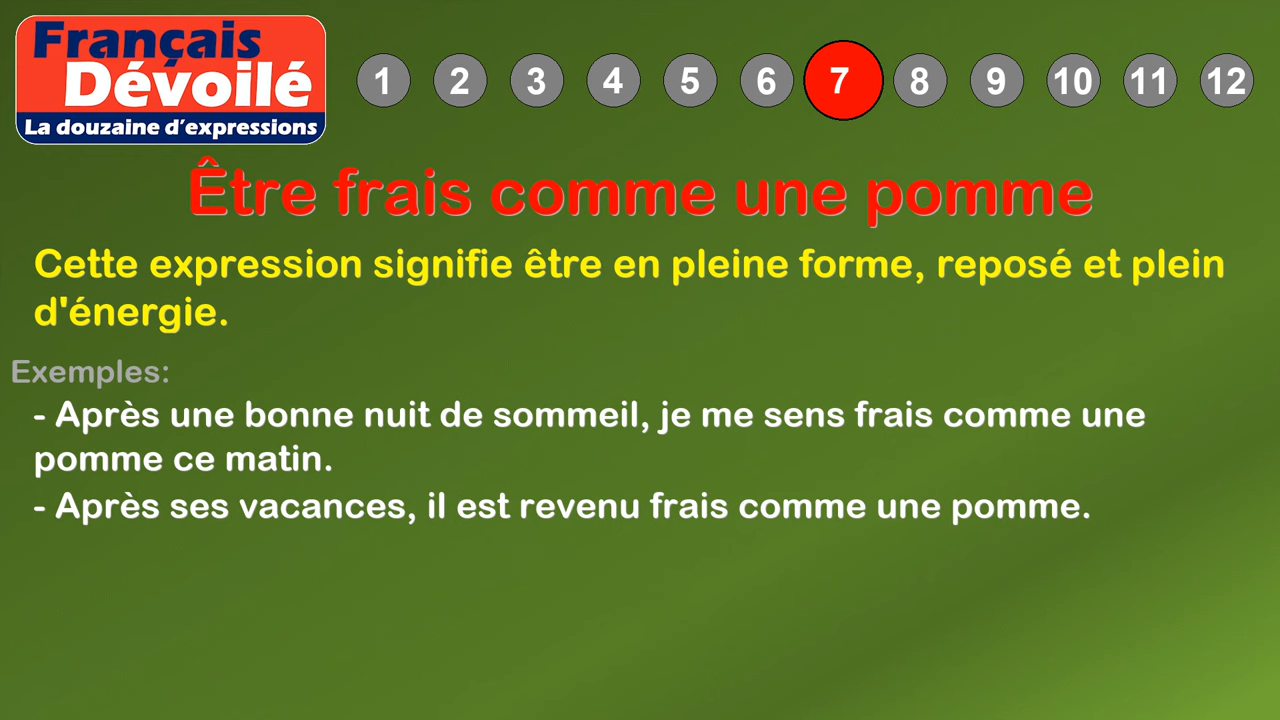 Français
Dévoilé
La douzaine d'expressions
1 2 3 4 5 6 7 8 9 10 11 12
Être frais comme une pomme
Cette expression signifie être en pleine forme, reposé et plein
d'énergie.
Exemples:
- Après une bonne nuit de sommeil, je me sens frais comme une
pomme ce matin.
- Après ses vacances, il est revenu frais comme une pomme.